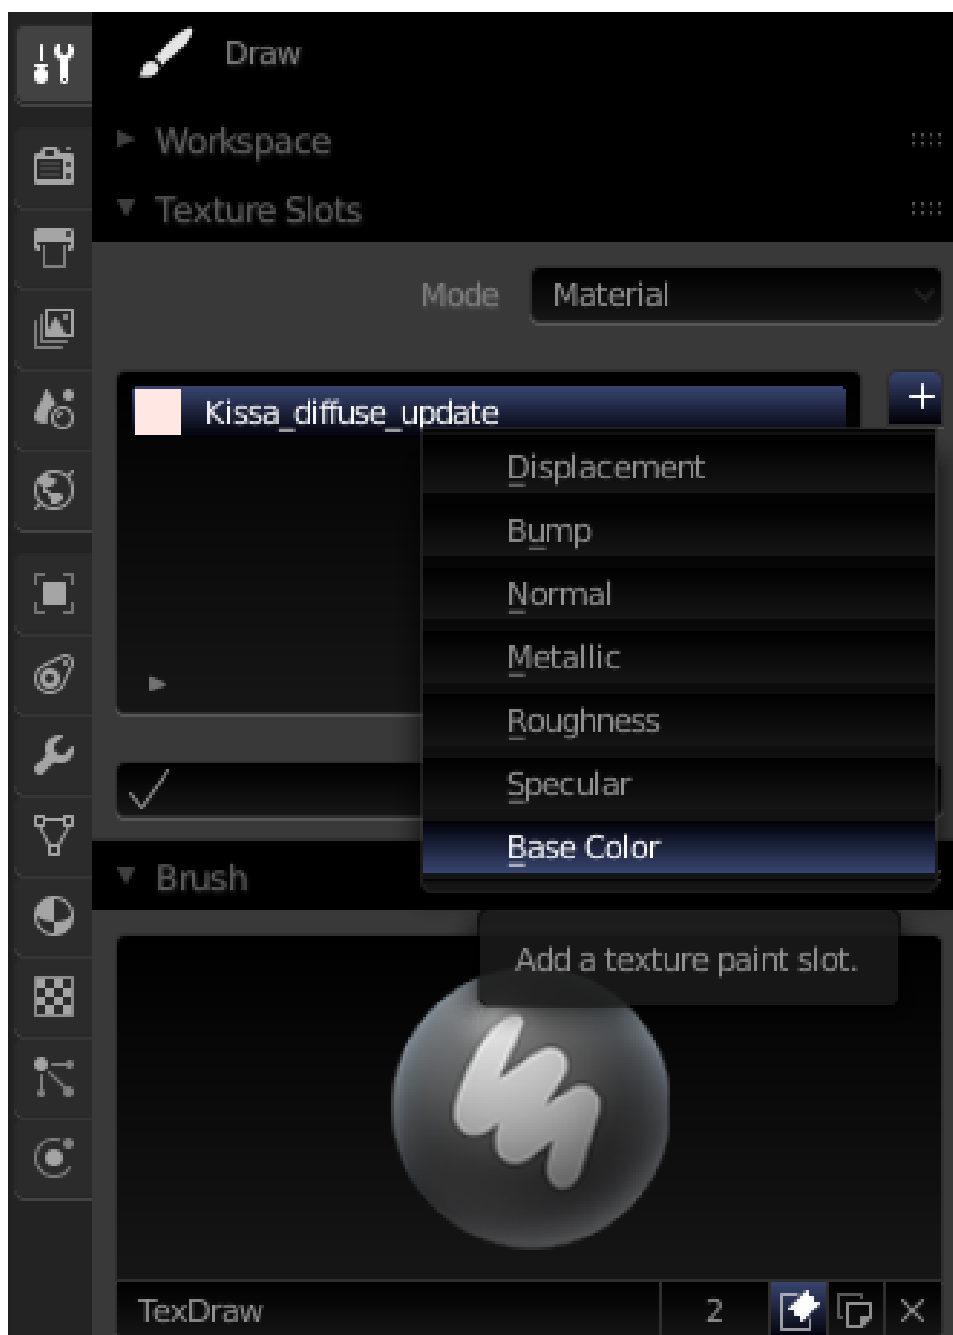 Draw
Workspace
Texture Slots
Mode Material
Kissa_diffuse_update
Displacement
Bump
Normal
Metallic
Roughness
Specular
Base Color
Brush
Add a texture paint slot.
TexDraw 2